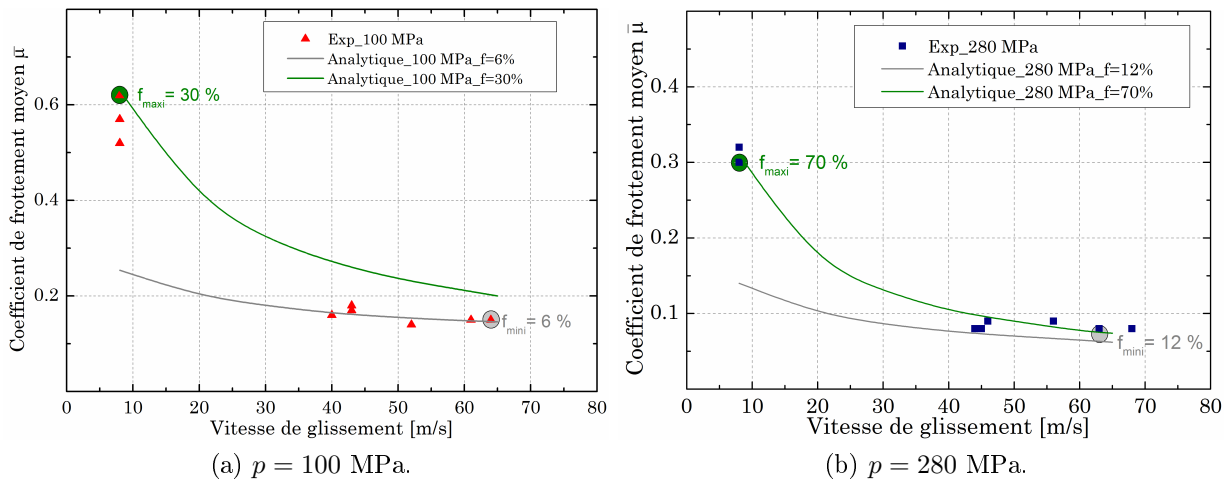 Coefficient de frottement moyen μ̄
0.6
0.4
0.2
Exp_100 MPa
Analytique_100 MPa_f=6%
Analytique_100 MPa_f=30%
fmaxi= 30 %
fmini= 6 %
0 10 20 30 40 50 60 70 80
Vitesse de glissement [m/s]
(a) p = 100 MPa.
Coefficient de frottement moyen μ̄
0.4
0.3
0.2
0.1
Exp_280 MPa
Analytique_280 MPa_f=12%
Analytique_280 MPa_f=70%
fmaxi= 70 %
fmini= 12 %
0 10 20 30 40 50 60 70 80
Vitesse de glissement [m/s]
(b) p = 280 MPa.